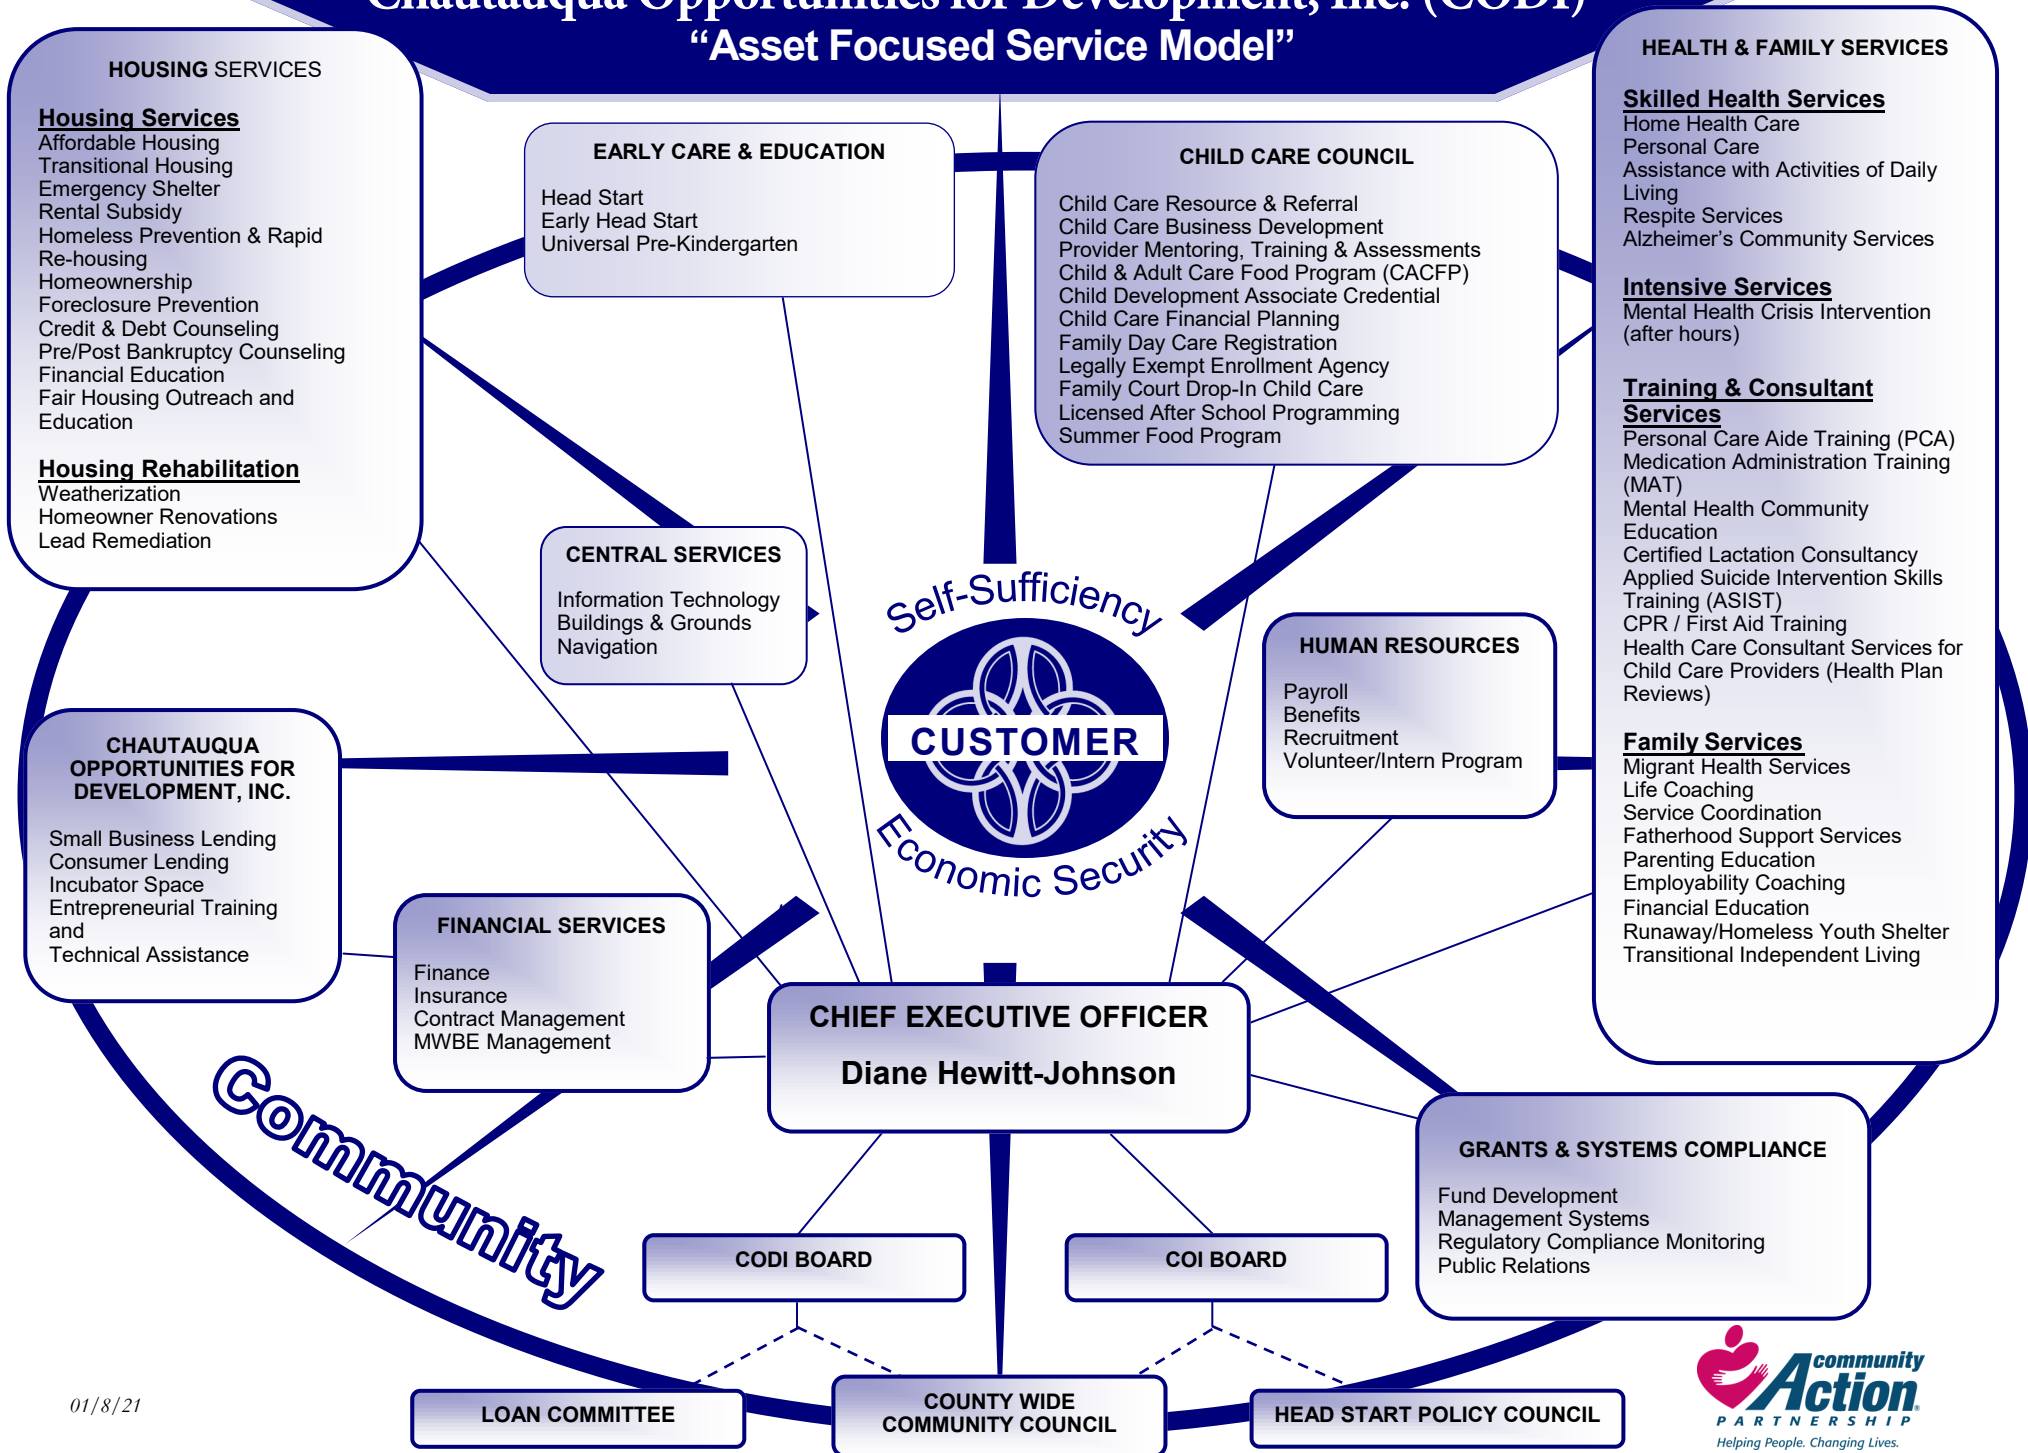 Chautauqua Opportunities for Development, Inc. (CODI)
“Asset Focused Service Model”
HOUSING SERVICES
Housing Services
Affordable Housing
Transitional Housing
Emergency Shelter
Rental Subsidy
Homeless Prevention & Rapid
Re-housing
Homeownership
Foreclosure Prevention
Credit & Debt Counseling
Pre/Post Bankruptcy Counseling
Financial Education
Fair Housing Outreach and
Education
Housing Rehabilitation
Weatherization
Homeowner Renovations
Lead Remediation
EARLY CARE & EDUCATION
Head Start
Early Head Start
Universal Pre-Kindergarten
CHILD CARE COUNCIL
Child Care Resource & Referral
Child Care Business Development
Provider Mentoring, Training & Assessments
Child & Adult Care Food Program (CACFP)
Child Development Associate Credential
Child Care Financial Planning
Family Day Care Registration
Legally Exempt Enrollment Agency
Family Court Drop-In Child Care
Licensed After School Programming
Summer Food Program
HEALTH & FAMILY SERVICES
Skilled Health Services
Home Health Care
Personal Care
Assistance with Activities of Daily
Living
Respite Services
Alzheimer’s Community Services
Intensive Services
Mental Health Crisis Intervention
(after hours)
Training & Consultant
Services
Personal Care Aide Training (PCA)
Medication Administration Training
(MAT)
Mental Health Community
Education
Certified Lactation Consultancy
Applied Suicide Intervention Skills
Training (ASIST)
CPR / First Aid Training
Health Care Consultant Services for
Child Care Providers (Health Plan
Reviews)
Family Services
Migrant Health Services
Life Coaching
Service Coordination
Fatherhood Support Services
Parenting Education
Employability Coaching
Financial Education
Runaway/Homeless Youth Shelter
Transitional Independent Living
CENTRAL SERVICES
Information Technology
Buildings & Grounds
Navigation
Self-Sufficiency
CUSTOMER
Economic Security
HUMAN RESOURCES
Payroll
Benefits
Recruitment
Volunteer/Intern Program
CHAUTAUQUA
OPPORTUNITIES FOR
DEVELOPMENT, INC.
Small Business Lending
Consumer Lending
Incubator Space
Entrepreneurial Training
and
Technical Assistance
FINANCIAL SERVICES
Finance
Insurance
Contract Management
MWBE Management
CHIEF EXECUTIVE OFFICER
Diane Hewitt-Johnson
Community
GRANTS & SYSTEMS COMPLIANCE
Fund Development
Management Systems
Regulatory Compliance Monitoring
Public Relations
CODI BOARD
COI BOARD
LOAN COMMITTEE
COUNTY WIDE
COMMUNITY COUNCIL
HEAD START POLICY COUNCIL
01/8/21
community
Action
PARTNERSHIP
Helping People. Changing Lives.